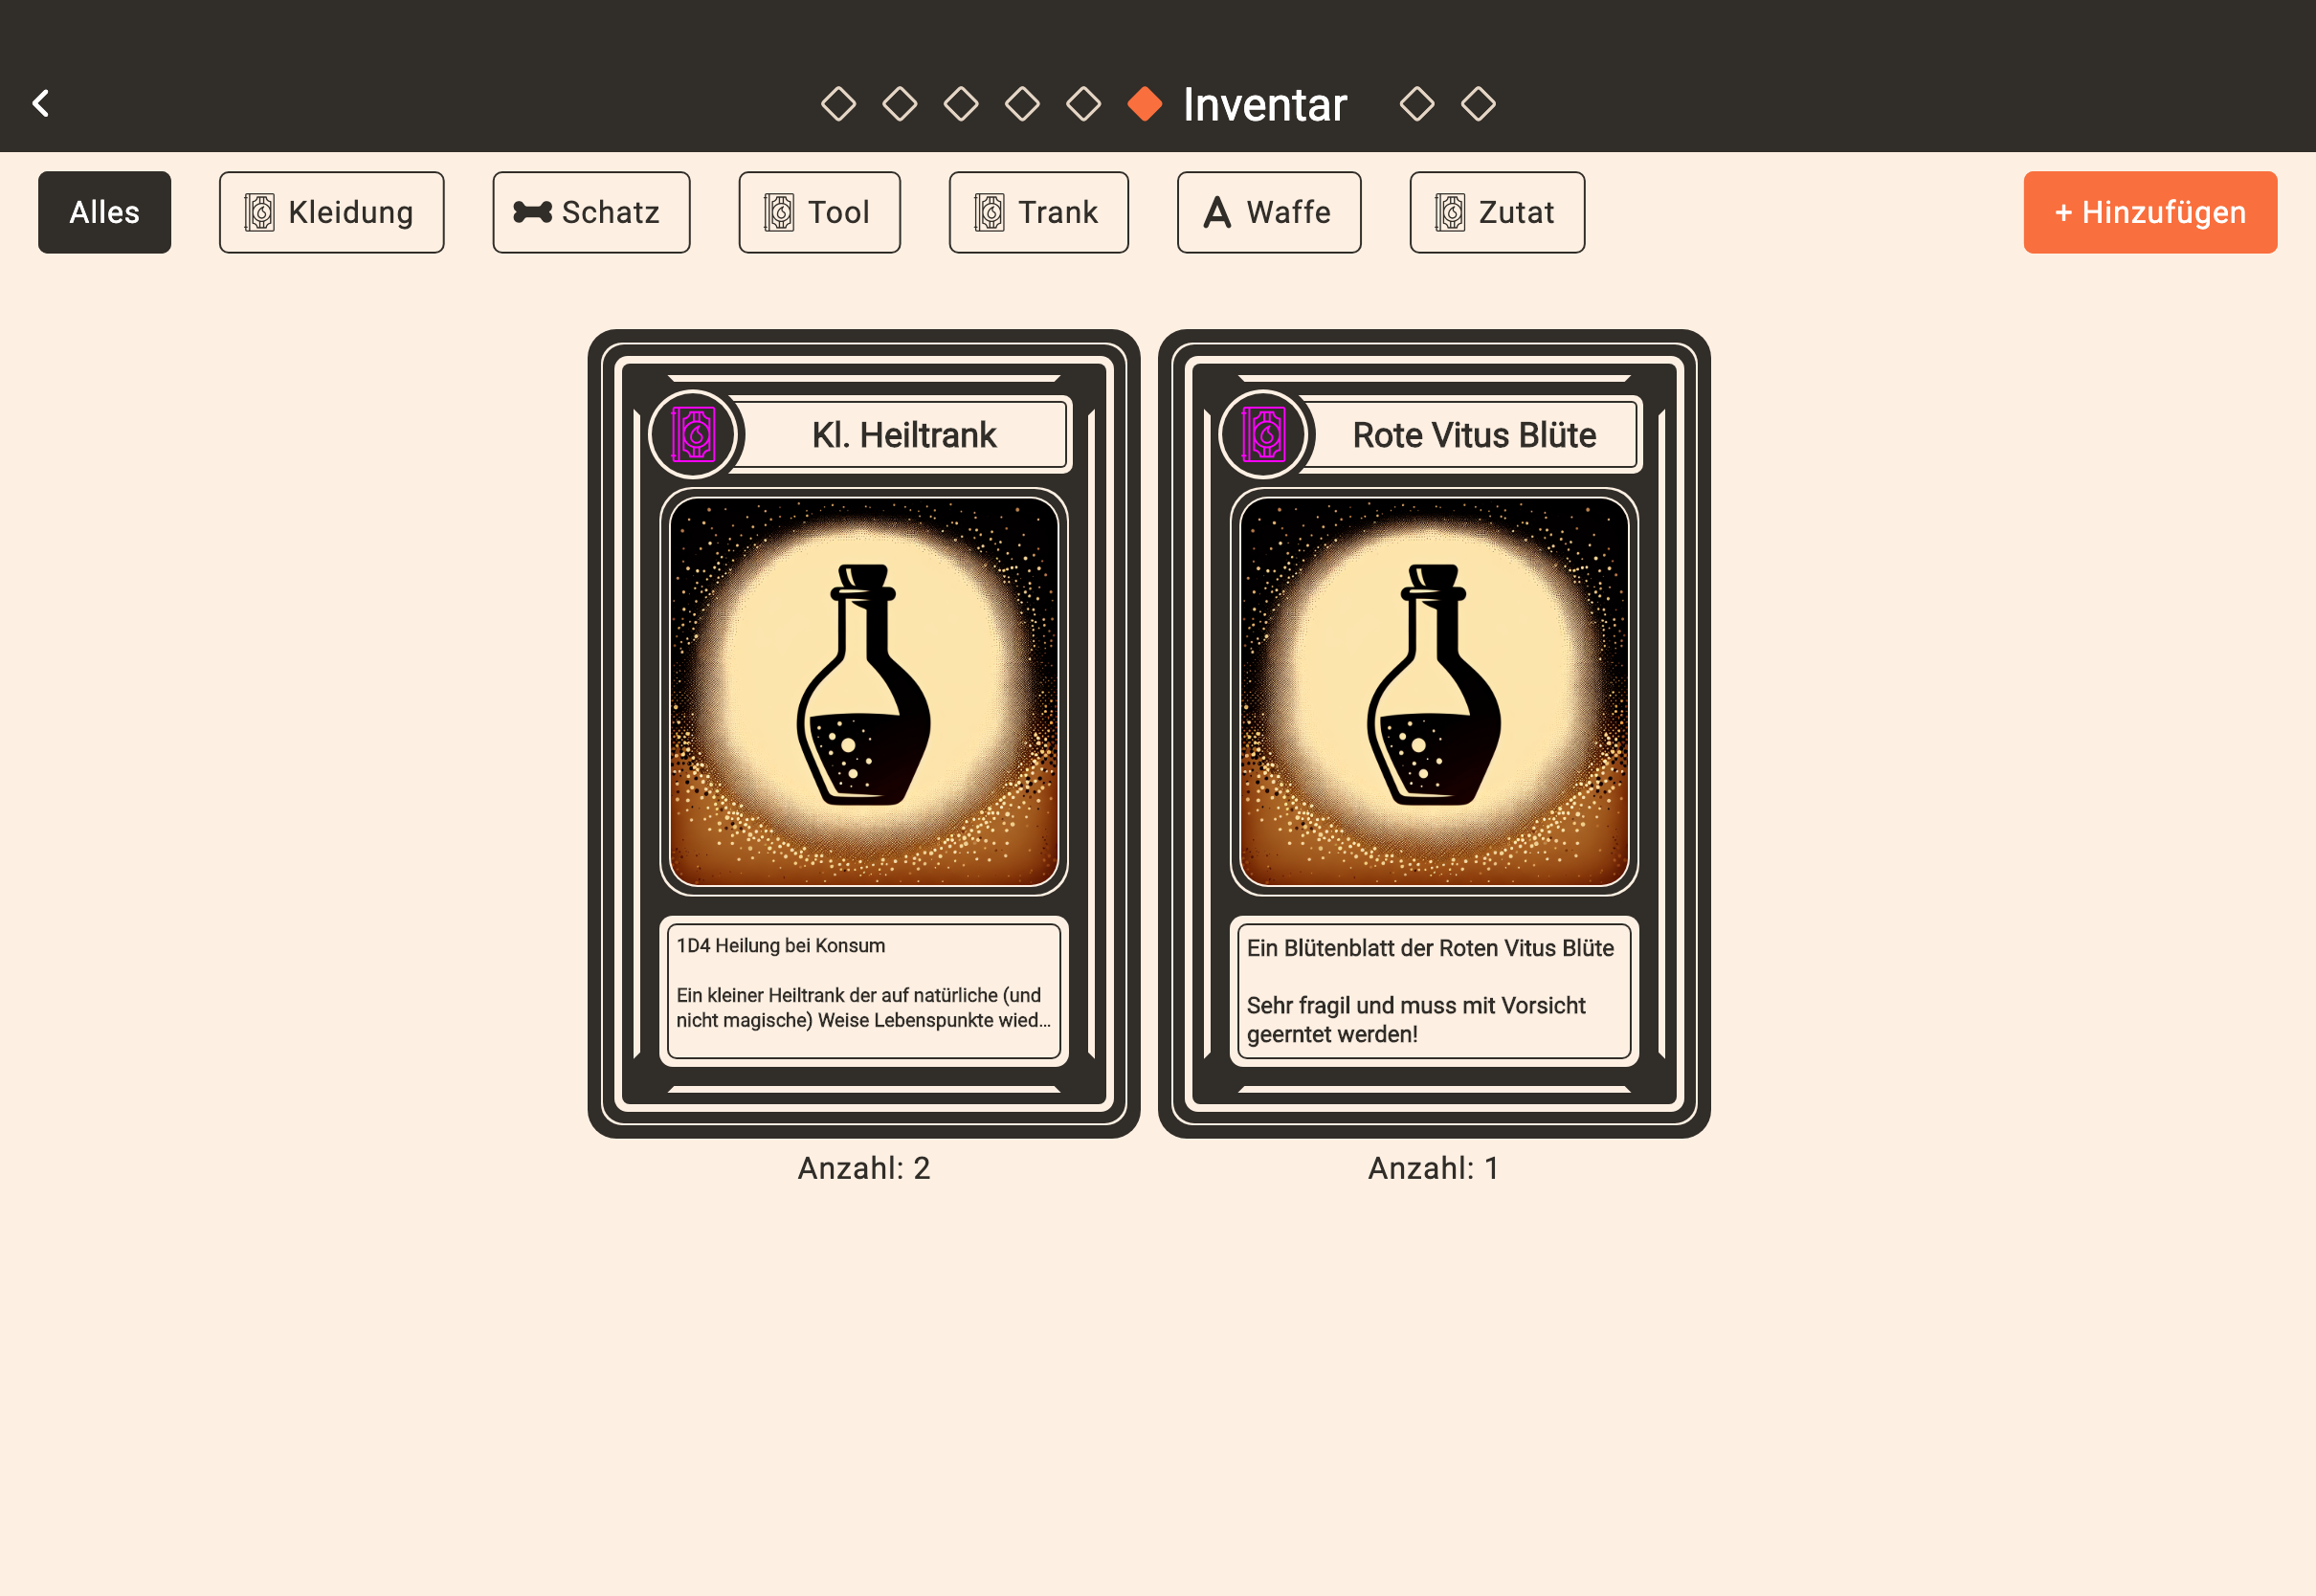 Inventar
Alles
Kleidung
Schatz
Tool
Trank
Waffe
Zutat
+ Hinzufügen
Kl. Heiltrank
1D4 Heilung bei Konsum
Ein kleiner Heiltrank der auf natürliche (und
nicht magische) Weise Lebenspunkte wied...
Anzahl: 2
Rote Vitus Blüte
Ein Blütenblatt der Roten Vitus Blüte
Sehr fragil und muss mit Vorsicht
geerntet werden!
Anzahl: 1